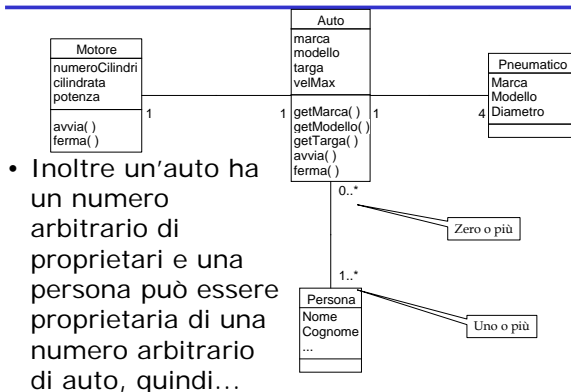 Auto
marca
modello
targa
velMax
getMarca( )
getModello( )
getTarga( )
avvia( )
ferma( )
Motore
numeroCilindri
cilindrata
potenza
avvia( )
ferma( )
1
1
1
4
Pneumatico
Marca
Modello
Diametro
• Inoltre un'auto ha
un numero
arbitrario di
proprietari e una
persona può essere
proprietaria di una
numero arbitrario
di auto, quindi...
0..*
Zero o più
1..*
Uno o più
Persona
Nome
Cognome
...